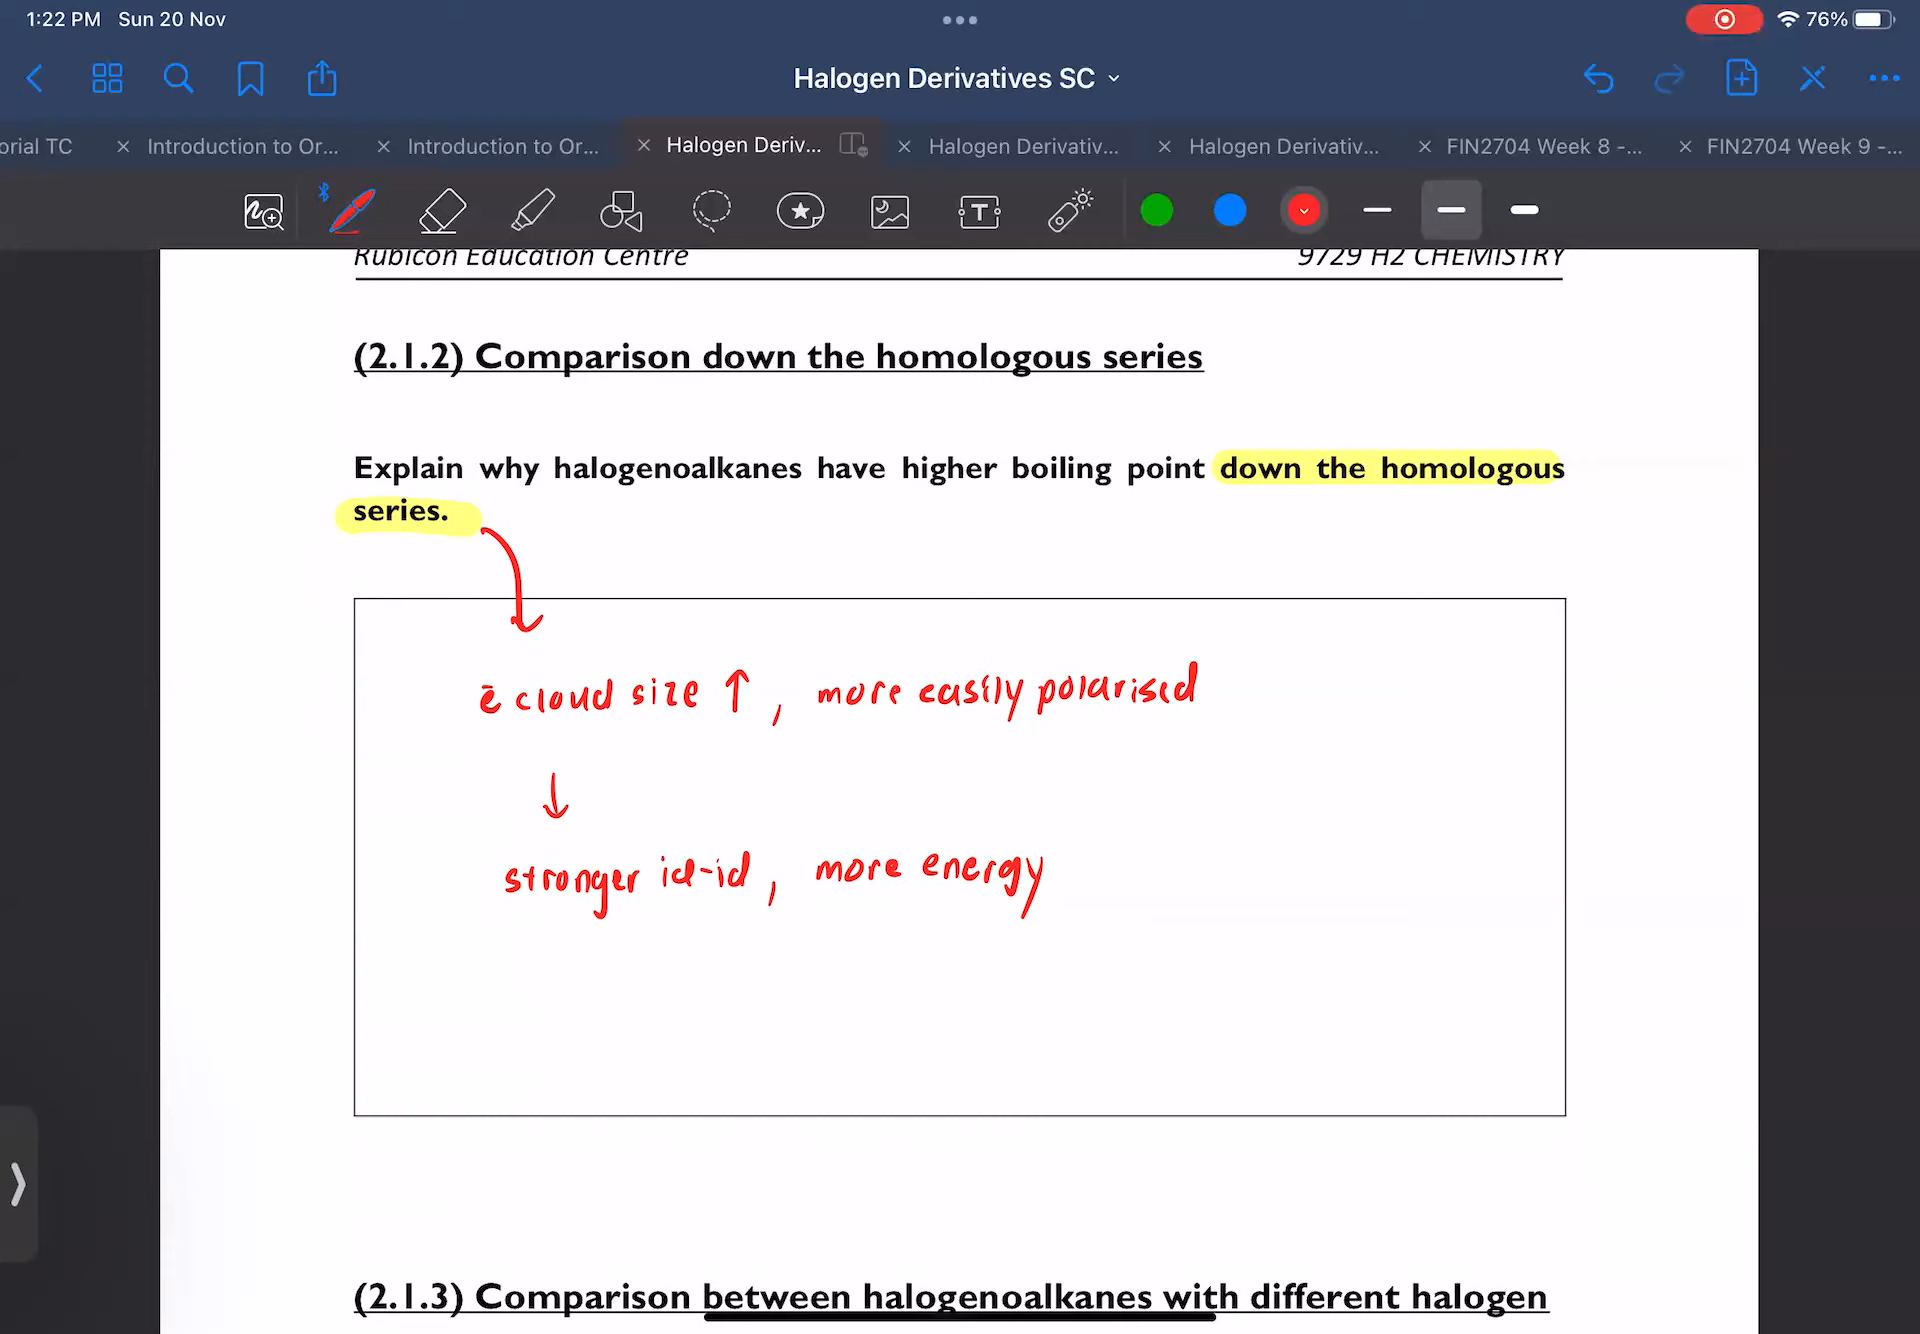 1:22 PM Sun 20 Nov
76%
Halogen Derivatives SC
orial TC
Introduction to Or...
Introduction to Or...
Halogen Deriv...
Halogen Derivativ...
Halogen Derivativ...
FIN2704 Week 8 -...
FIN2704 Week 9 -...
Rubicon Education Centre 9729 H2 CHEMISTRY
(2.1.2) Comparison down the homologous series
Explain why halogenoalkanes have higher boiling point down the homologous
series.
ē cloud size ↑, more easily polarised
↓
stronger id-id, more energy
(2.1.3) Comparison between halogenoalkanes with different halogen